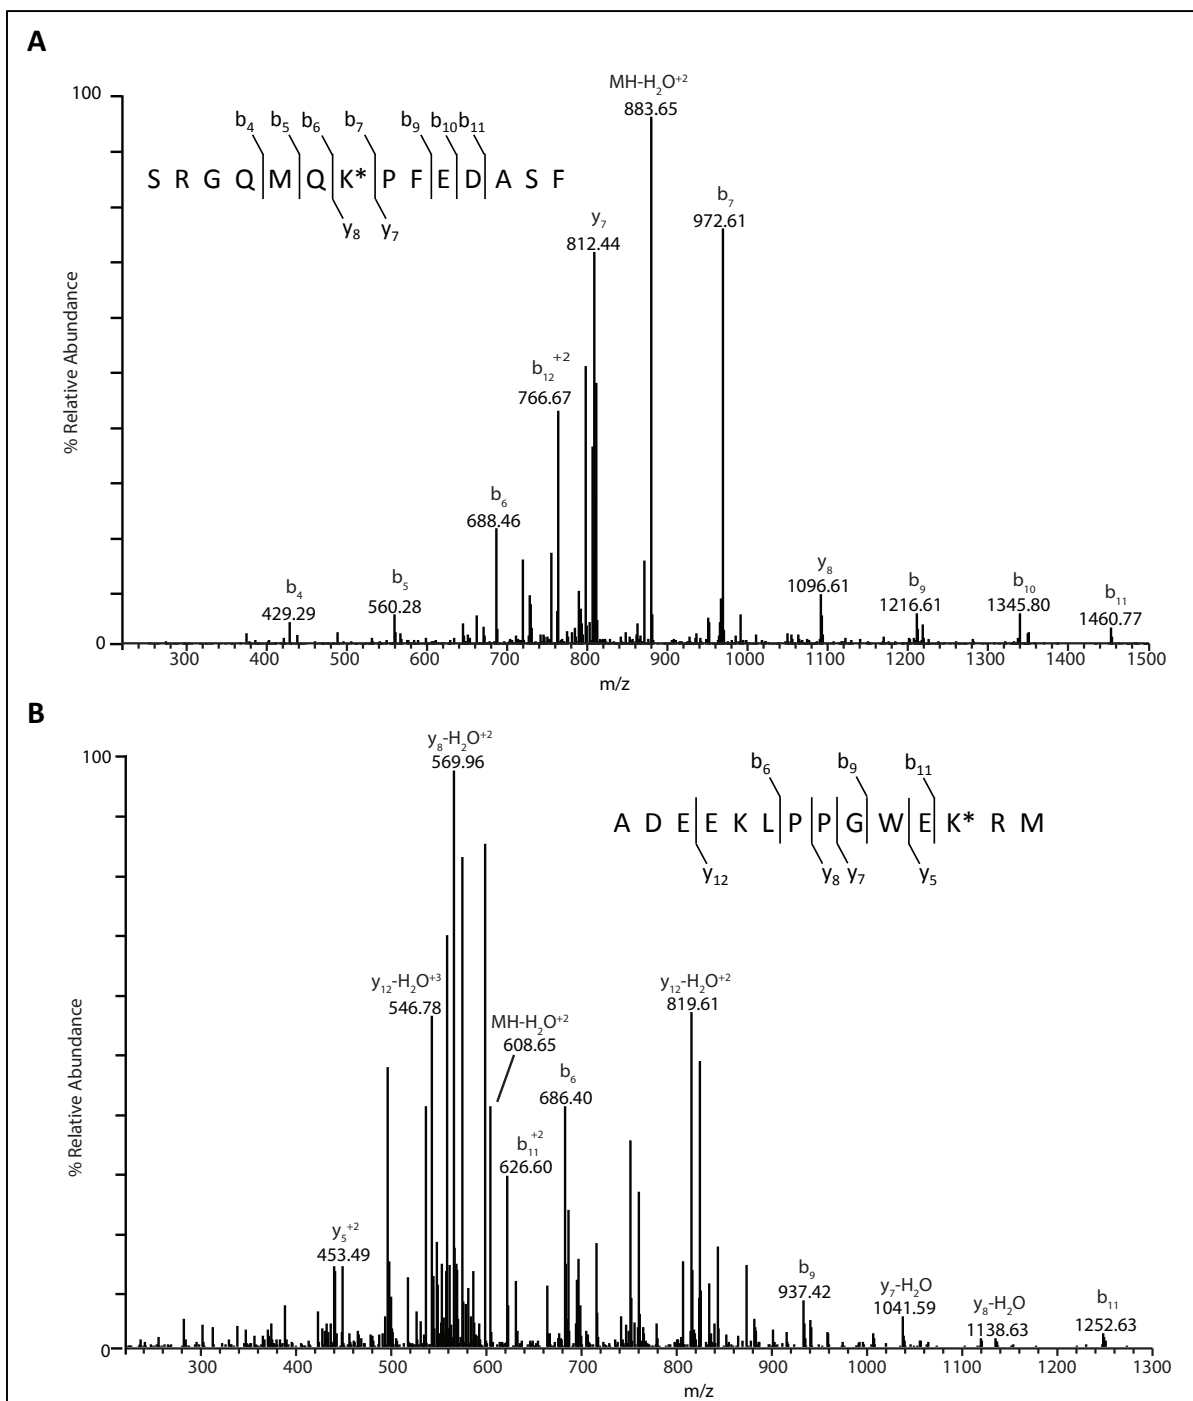 A
MH-H₂O⁺²
883.65
100
b₄ b₅ b₆ b₇ b₉ b₁₀ b₁₁
S R G Q M Q K* P F E D A S F
y₈ y₇
b₇
972.61
y₇
812.44
b₁₂⁺²
766.67
b₆
688.46
b₄
429.29
b₅
560.28
y₈
1096.61
b₉
1216.61
b₁₀
1345.80
b₁₁
1460.77
% Relative Abundance
0
300 400 500 600 700 800 900 1000 1100 1200 1300 1400 1500
m/z
B
y₈-H₂O⁺²
569.96
100
b₆ b₉ b₁₁
A D E E K L P P G W E K* R M
y₁₂ y₈ y₇ y₅
y₁₂-H₂O⁺³
546.78
y₁₂-H₂O⁺²
819.61
MH-H₂O⁺²
608.65
b₆
686.40
b₁₁⁺²
626.60
y₅⁺²
453.49
b₉
937.42
y₇-H₂O
1041.59
y₈-H₂O
1138.63
b₁₁
1252.63
% Relative Abundance
0
300 400 500 600 700 800 900 1000 1100 1200 1300
m/z